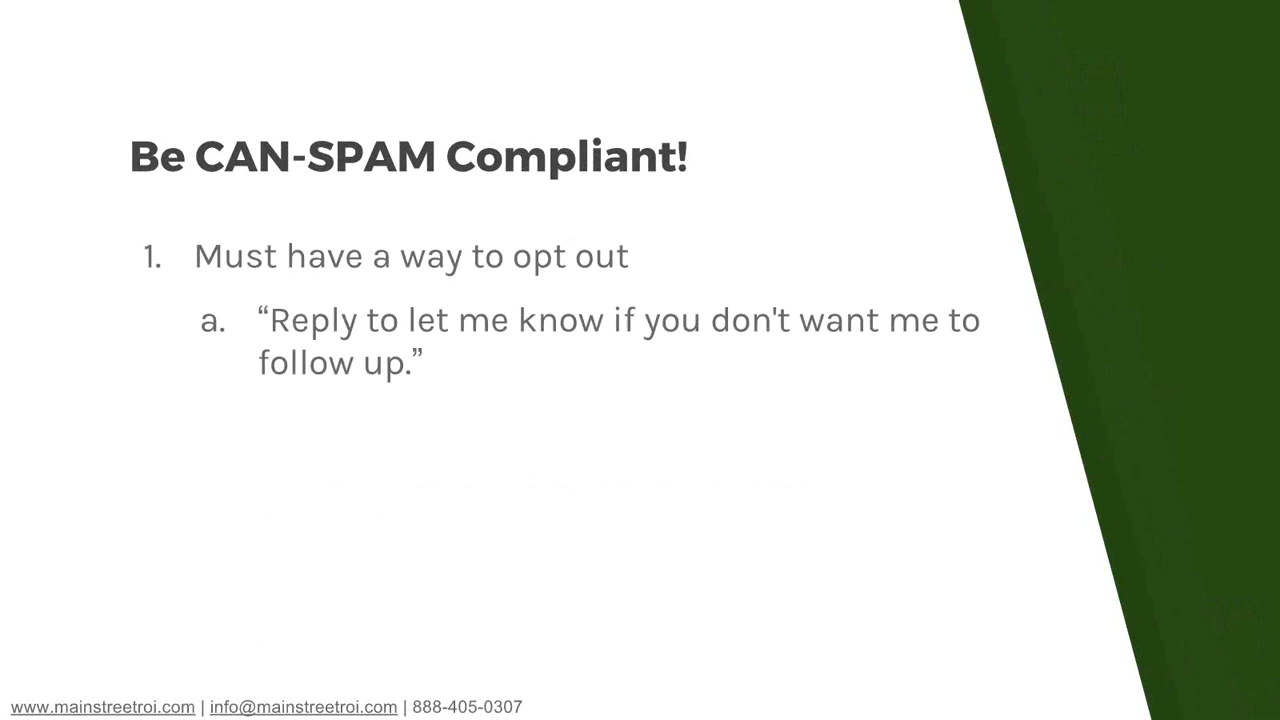 Be CAN-SPAM Compliant!
1. Must have a way to opt out
a. “Reply to let me know if you don't want me to
follow up.”
www.mainstreetroi.com | info@mainstreetroi.com | 888-405-0307